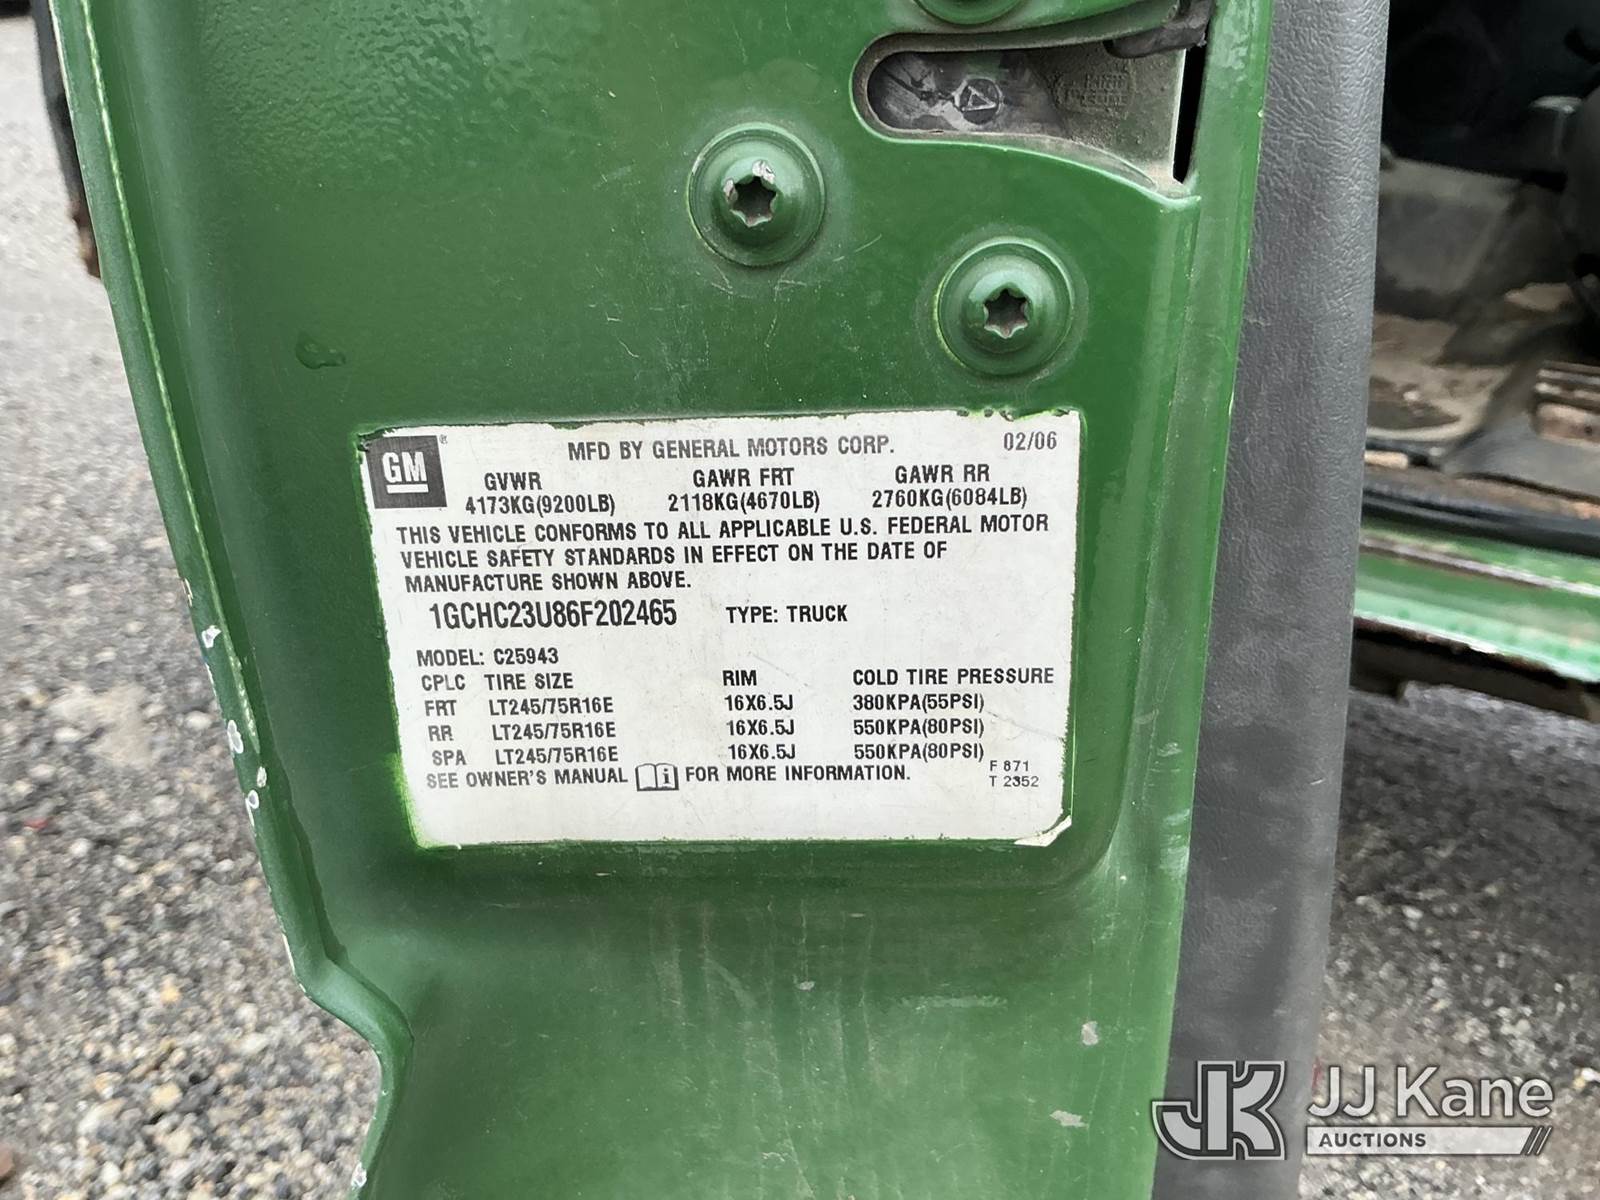 GM ®
MFD BY GENERAL MOTORS CORP. 02/06
GVWR GAWR FRT GAWR RR
4173KG(9200LB) 2118KG(4670LB) 2760KG(6084LB)
THIS VEHICLE CONFORMS TO ALL APPLICABLE U.S. FEDERAL MOTOR
VEHICLE SAFETY STANDARDS IN EFFECT ON THE DATE OF
MANUFACTURE SHOWN ABOVE.
1GCHC23U86F202465 TYPE: TRUCK
MODEL: C25943
CPLC TIRE SIZE RIM COLD TIRE PRESSURE
FRT LT245/75R16E 16X6.5J 380KPA(55PSI)
RR LT245/75R16E 16X6.5J 550KPA(80PSI)
SPA LT245/75R16E 16X6.5J 550KPA(80PSI)
SEE OWNER'S MANUAL i FOR MORE INFORMATION.
F 871
T 2352
JK JJ Kane
AUCTIONS